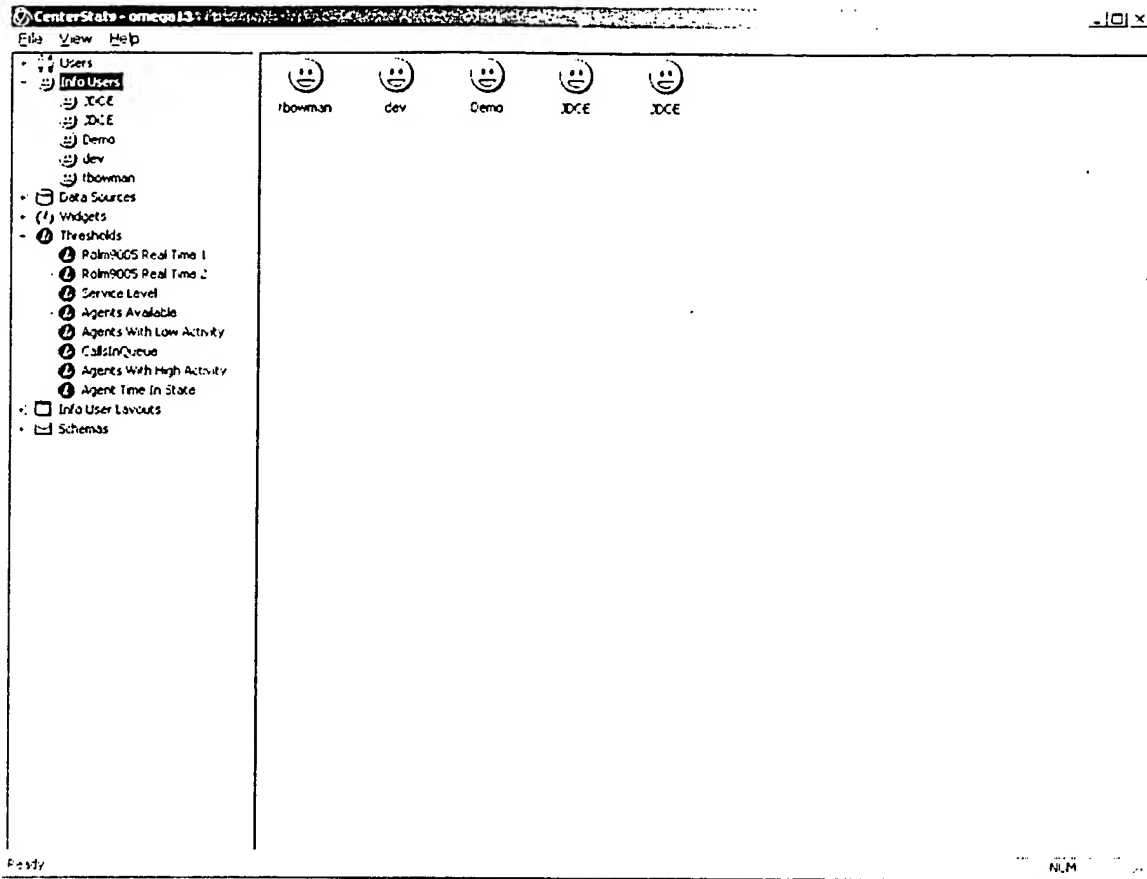 CenterStats - omega13
File View Help
Users
Info Users
JDCE
JDCE
Demo
dev
tbowman
Data Sources
Widgets
Thresholds
Rolm9005 Real Time 1
Rolm9005 Real Time 2
Service Level
Agents Available
Agents With Low Activity
CallsInQueue
Agents With High Activity
Agent Time In State
Info User Layouts
Schemas
tbowman dev Demo JDCE JDCE
Ready NUM